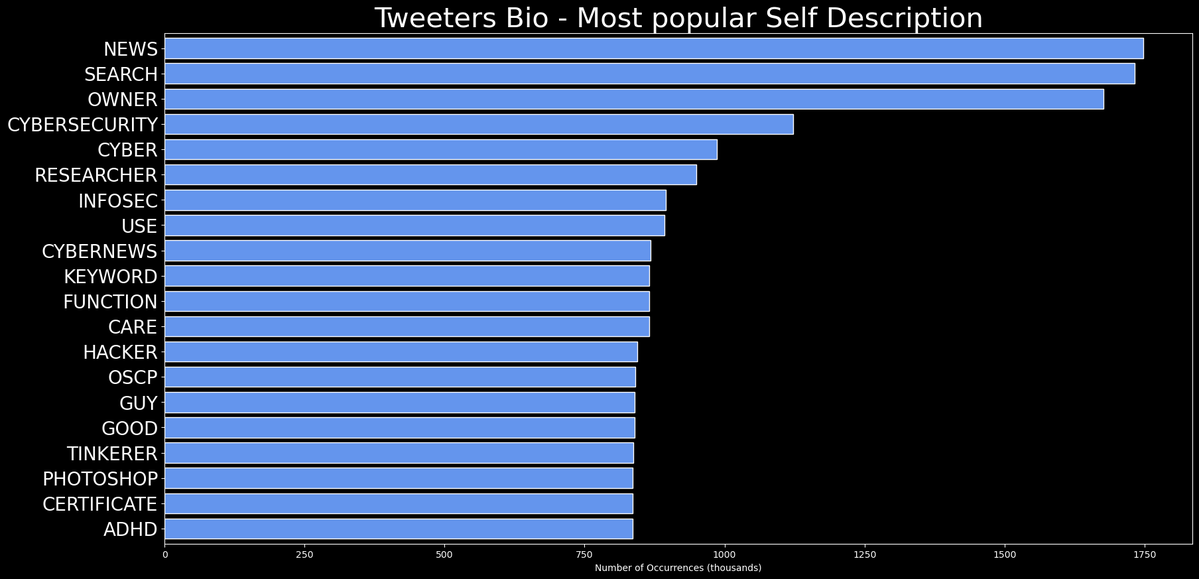 Tweeters Bio - Most popular Self Description
NEWS
SEARCH
OWNER
CYBERSECURITY
CYBER
RESEARCHER
INFOSEC
USE
CYBERNEWS
KEYWORD
FUNCTION
CARE
HACKER
OSCP
GUY
GOOD
TINKERER
PHOTOSHOP
CERTIFICATE
ADHD
0 250 500 750 1000 1250 1500 1750
Number of Occurrences (thousands)